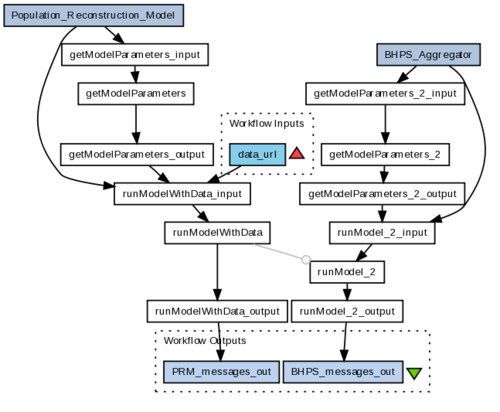 Population_Reconstruction_Model
getModelParameters_input
BHPS_Aggregator
getModelParameters
getModelParameters_2_input
Workflow Inputs
getModelParameters_output
data_url
getModelParameters_2
runModelWithData_input
getModelParameters_2_output
runModelWithData
runModel_2_input
runModel_2
runModelWithData_output
runModel_2_output
Workflow Outputs
PRM_messages_out
BHPS_messages_out